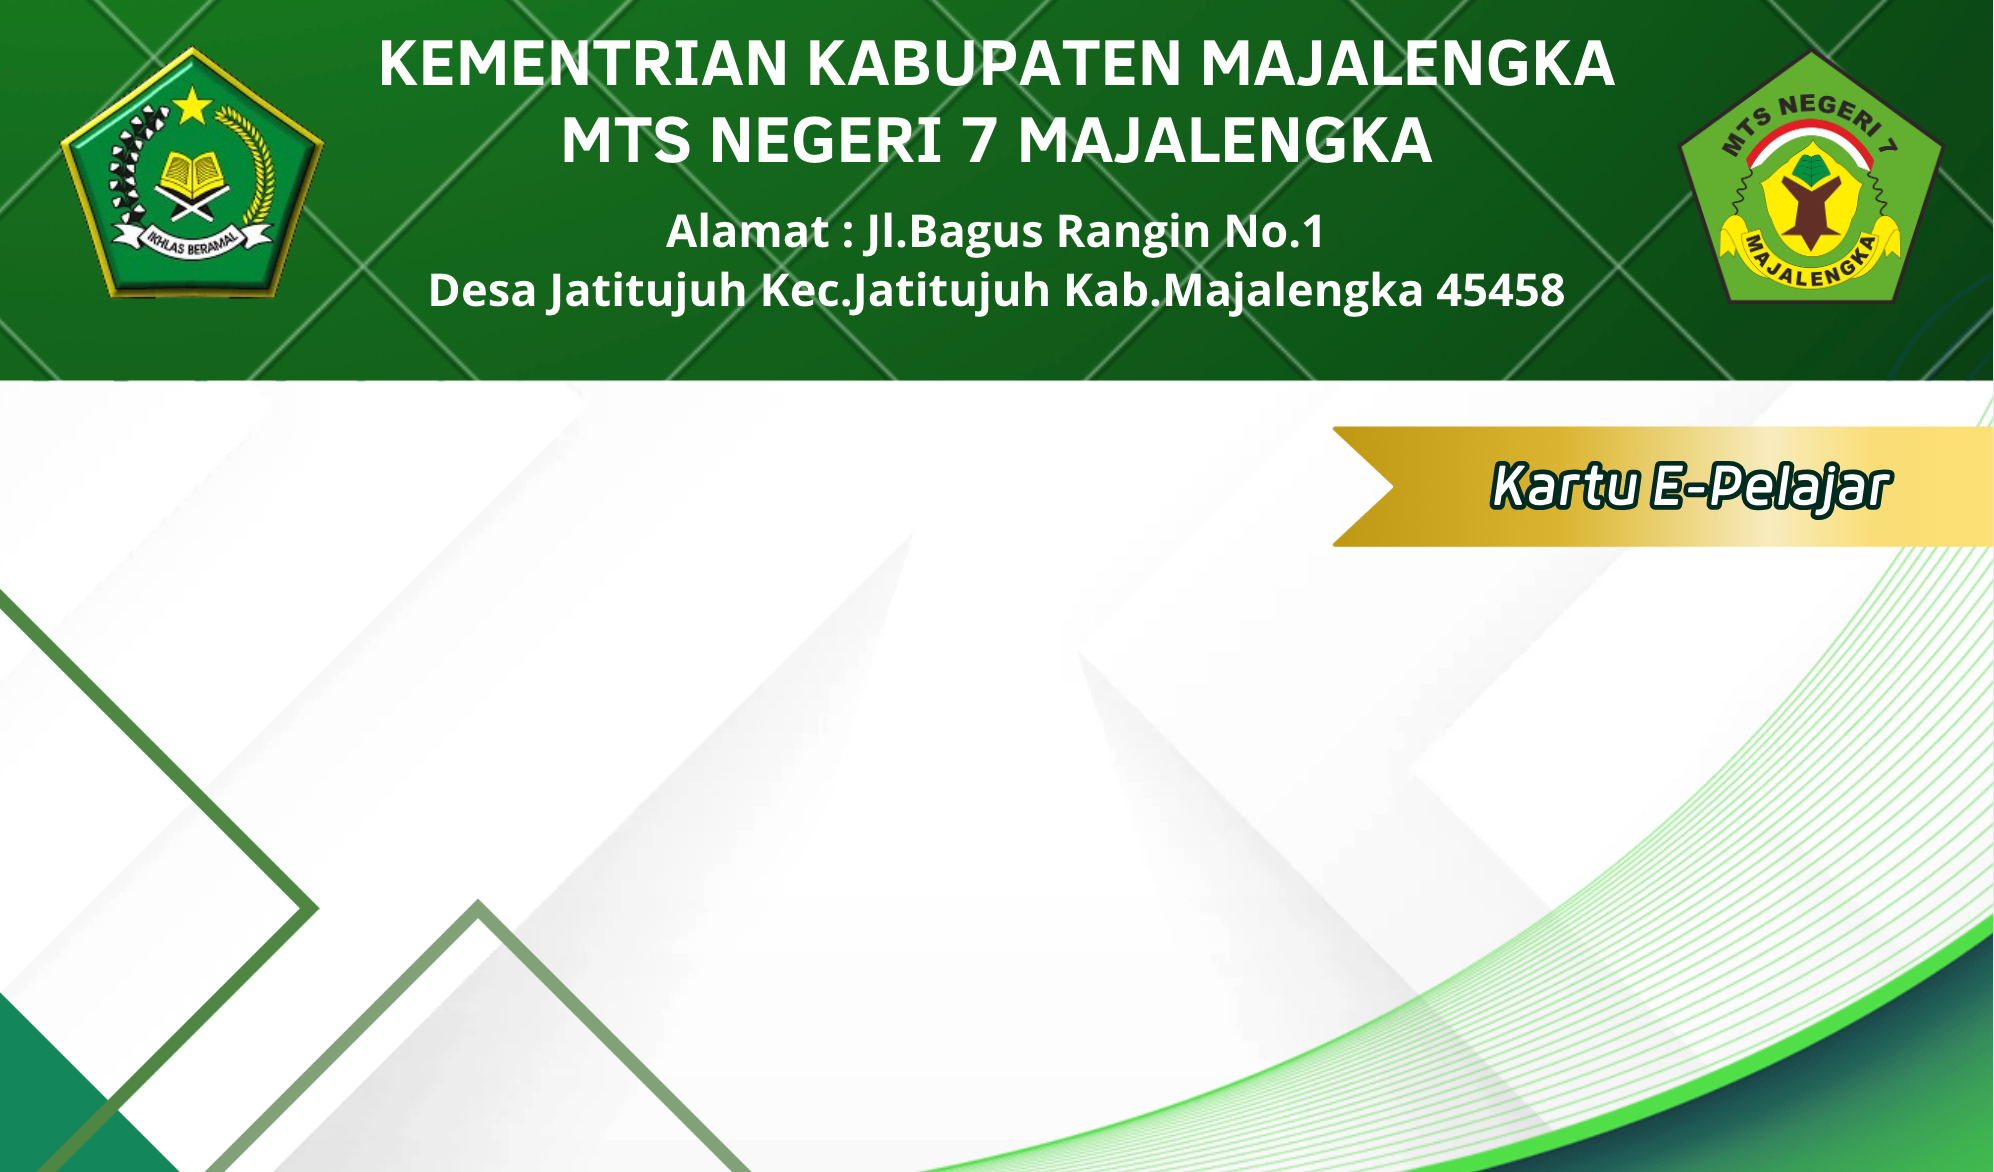 KEMENTRIAN KABUPATEN MAJALENGKA
MTS NEGERI 7 MAJALENGKA
Alamat : Jl.Bagus Rangin No.1
Desa Jatitujuh Kec.Jatitujuh Kab.Majalengka 45458
IKHLAS BERAMAL
MTS NEGERI 7
MAJALENGKA
Kartu E-Pelajar